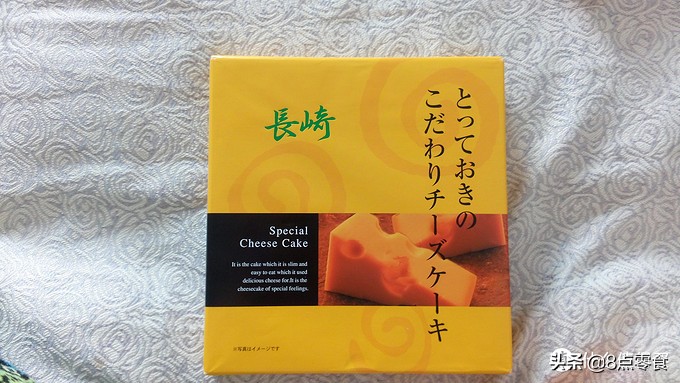 長崎
とっておきの
こだわりチーズケーキ
Special
Cheese Cake
It is the cake which it is slim and
easy to eat which it used
delicious cheese for.It is the
cheesecake of special feelings.
※写真はイメージです
头条@8点零食